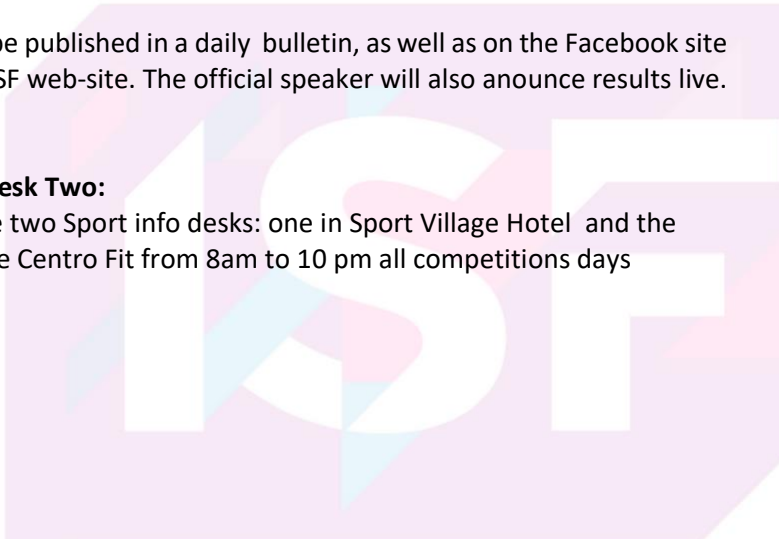 be published in a daily bulletin, as well as on the Facebook site
SF web-site. The official speaker will also anounce results live.
esk Two:
e two Sport info desks: one in Sport Village Hotel and the
e Centro Fit from 8am to 10 pm all competitions days
ISF